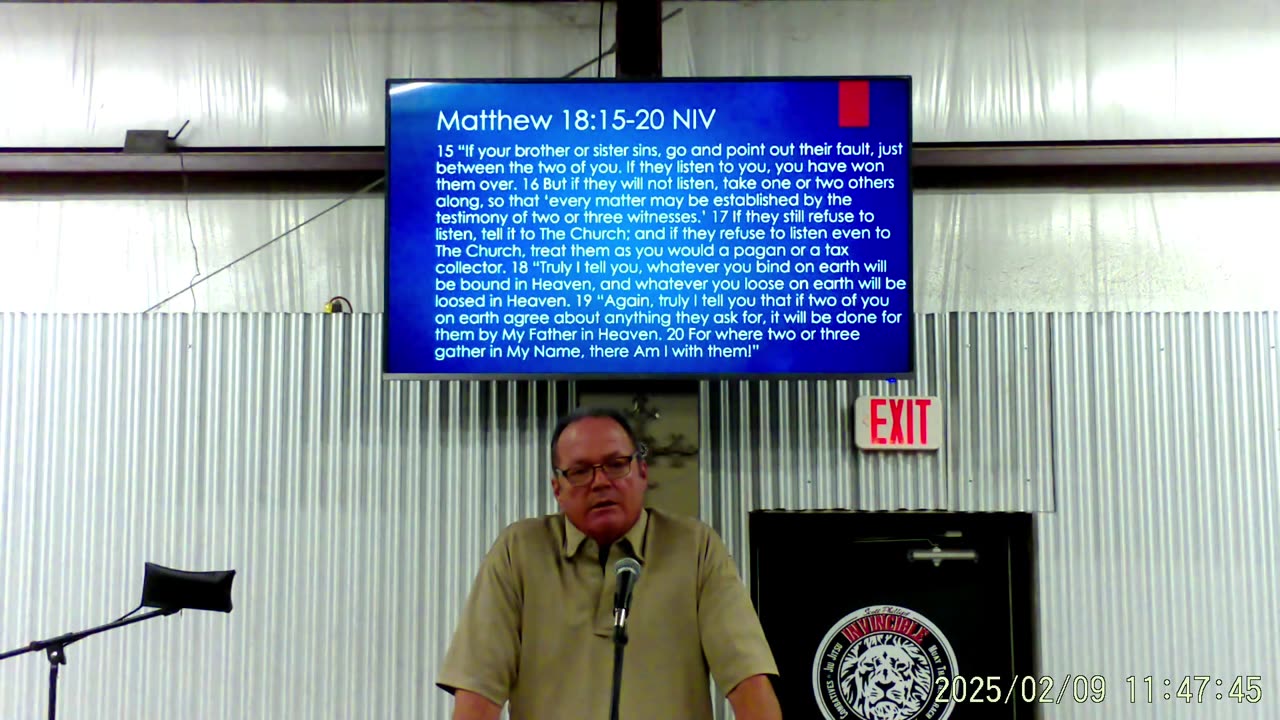 Matthew 18:15-20 NIV
15 “If your brother or sister sins, go and point out their fault, just
between the two of you. If they listen to you, you have won
them over. 16 But if they will not listen, take one or two others
along, so that ‘every matter may be established by the
testimony of two or three witnesses.’ 17 If they still refuse to
listen, tell it to The Church; and if they refuse to listen even to
The Church, treat them as you would a pagan or a tax
collector. 18 “Truly I tell you, whatever you bind on earth will
be bound in Heaven, and whatever you loose on earth will be
loosed in Heaven. 19 “Again, truly I tell you that if two of you
on earth agree about anything they ask for, it will be done for
them by My Father in Heaven. 20 For where two or three
gather in My Name, there Am I with them!”
EXIT
INVINCIBLE
COMBATIVES • JIU JITSU
MUAY TH
2025/02/09 11:47:45